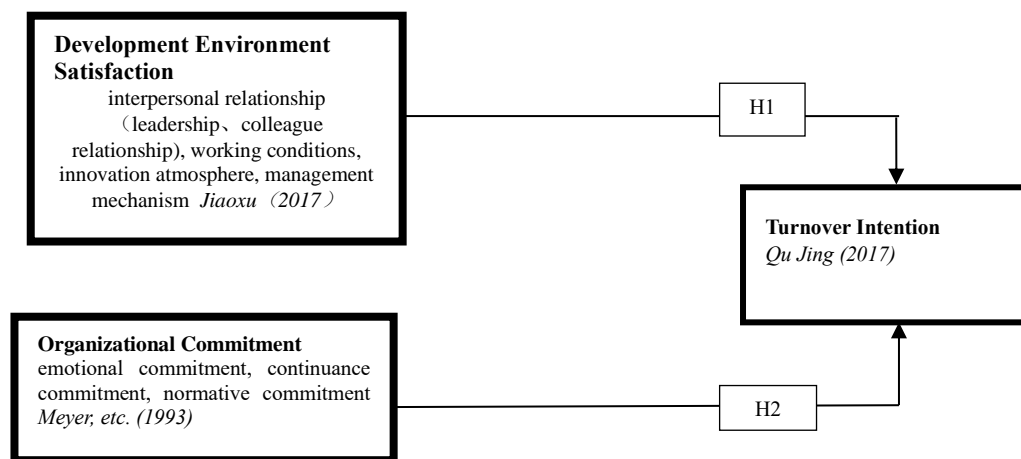 Development Environment
Satisfaction
interpersonal relationship
（leadership、colleague
relationship), working conditions,
innovation atmosphere, management
mechanism Jiaoxu（2017）
H1
Turnover Intention
Qu Jing (2017)
Organizational Commitment
emotional commitment, continuance
commitment, normative commitment
Meyer, etc. (1993)
H2